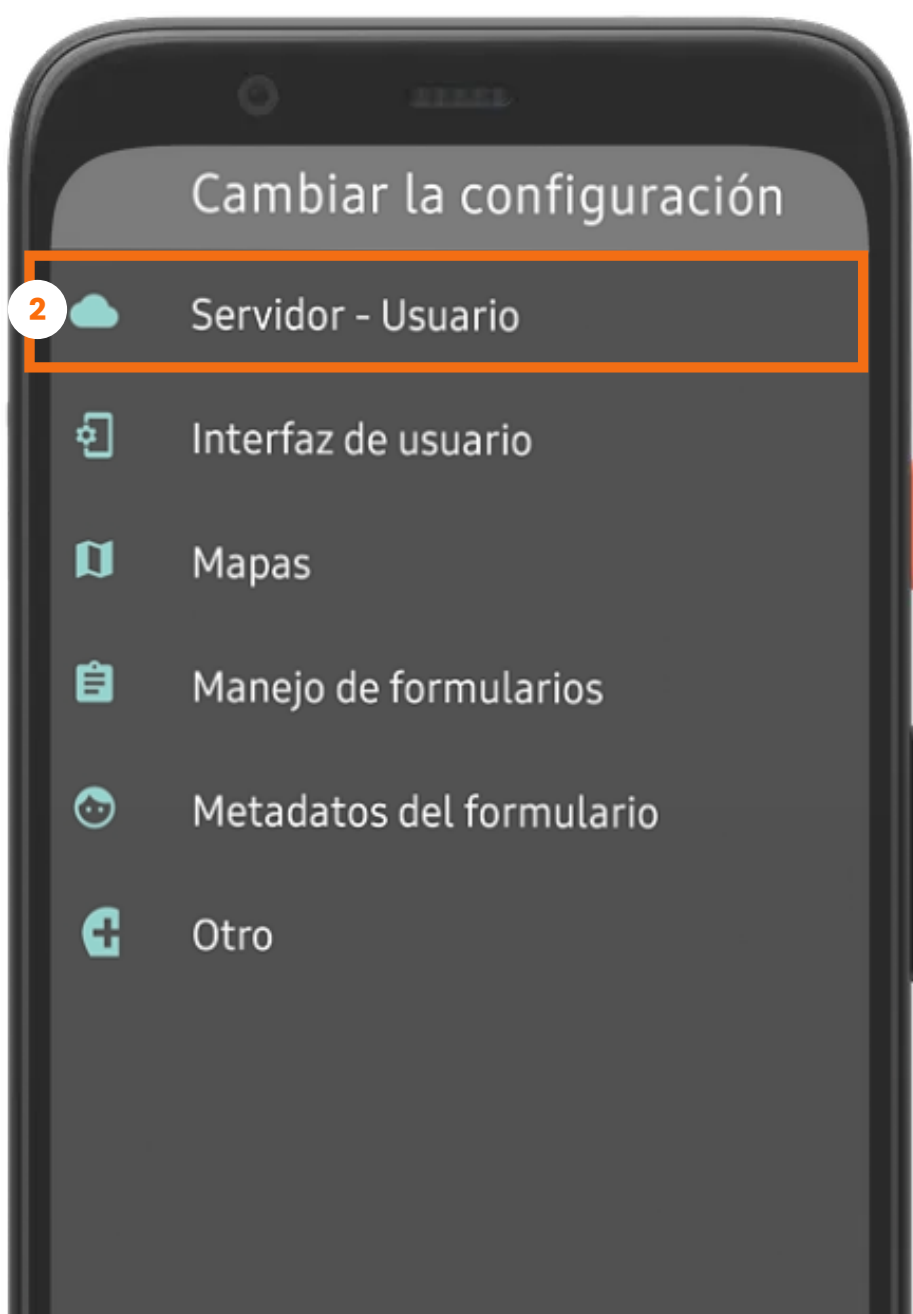 Cambiar la configuración
2
Servidor - Usuario
Interfaz de usuario
Mapas
Manejo de formularios
Metadatos del formulario
Otro